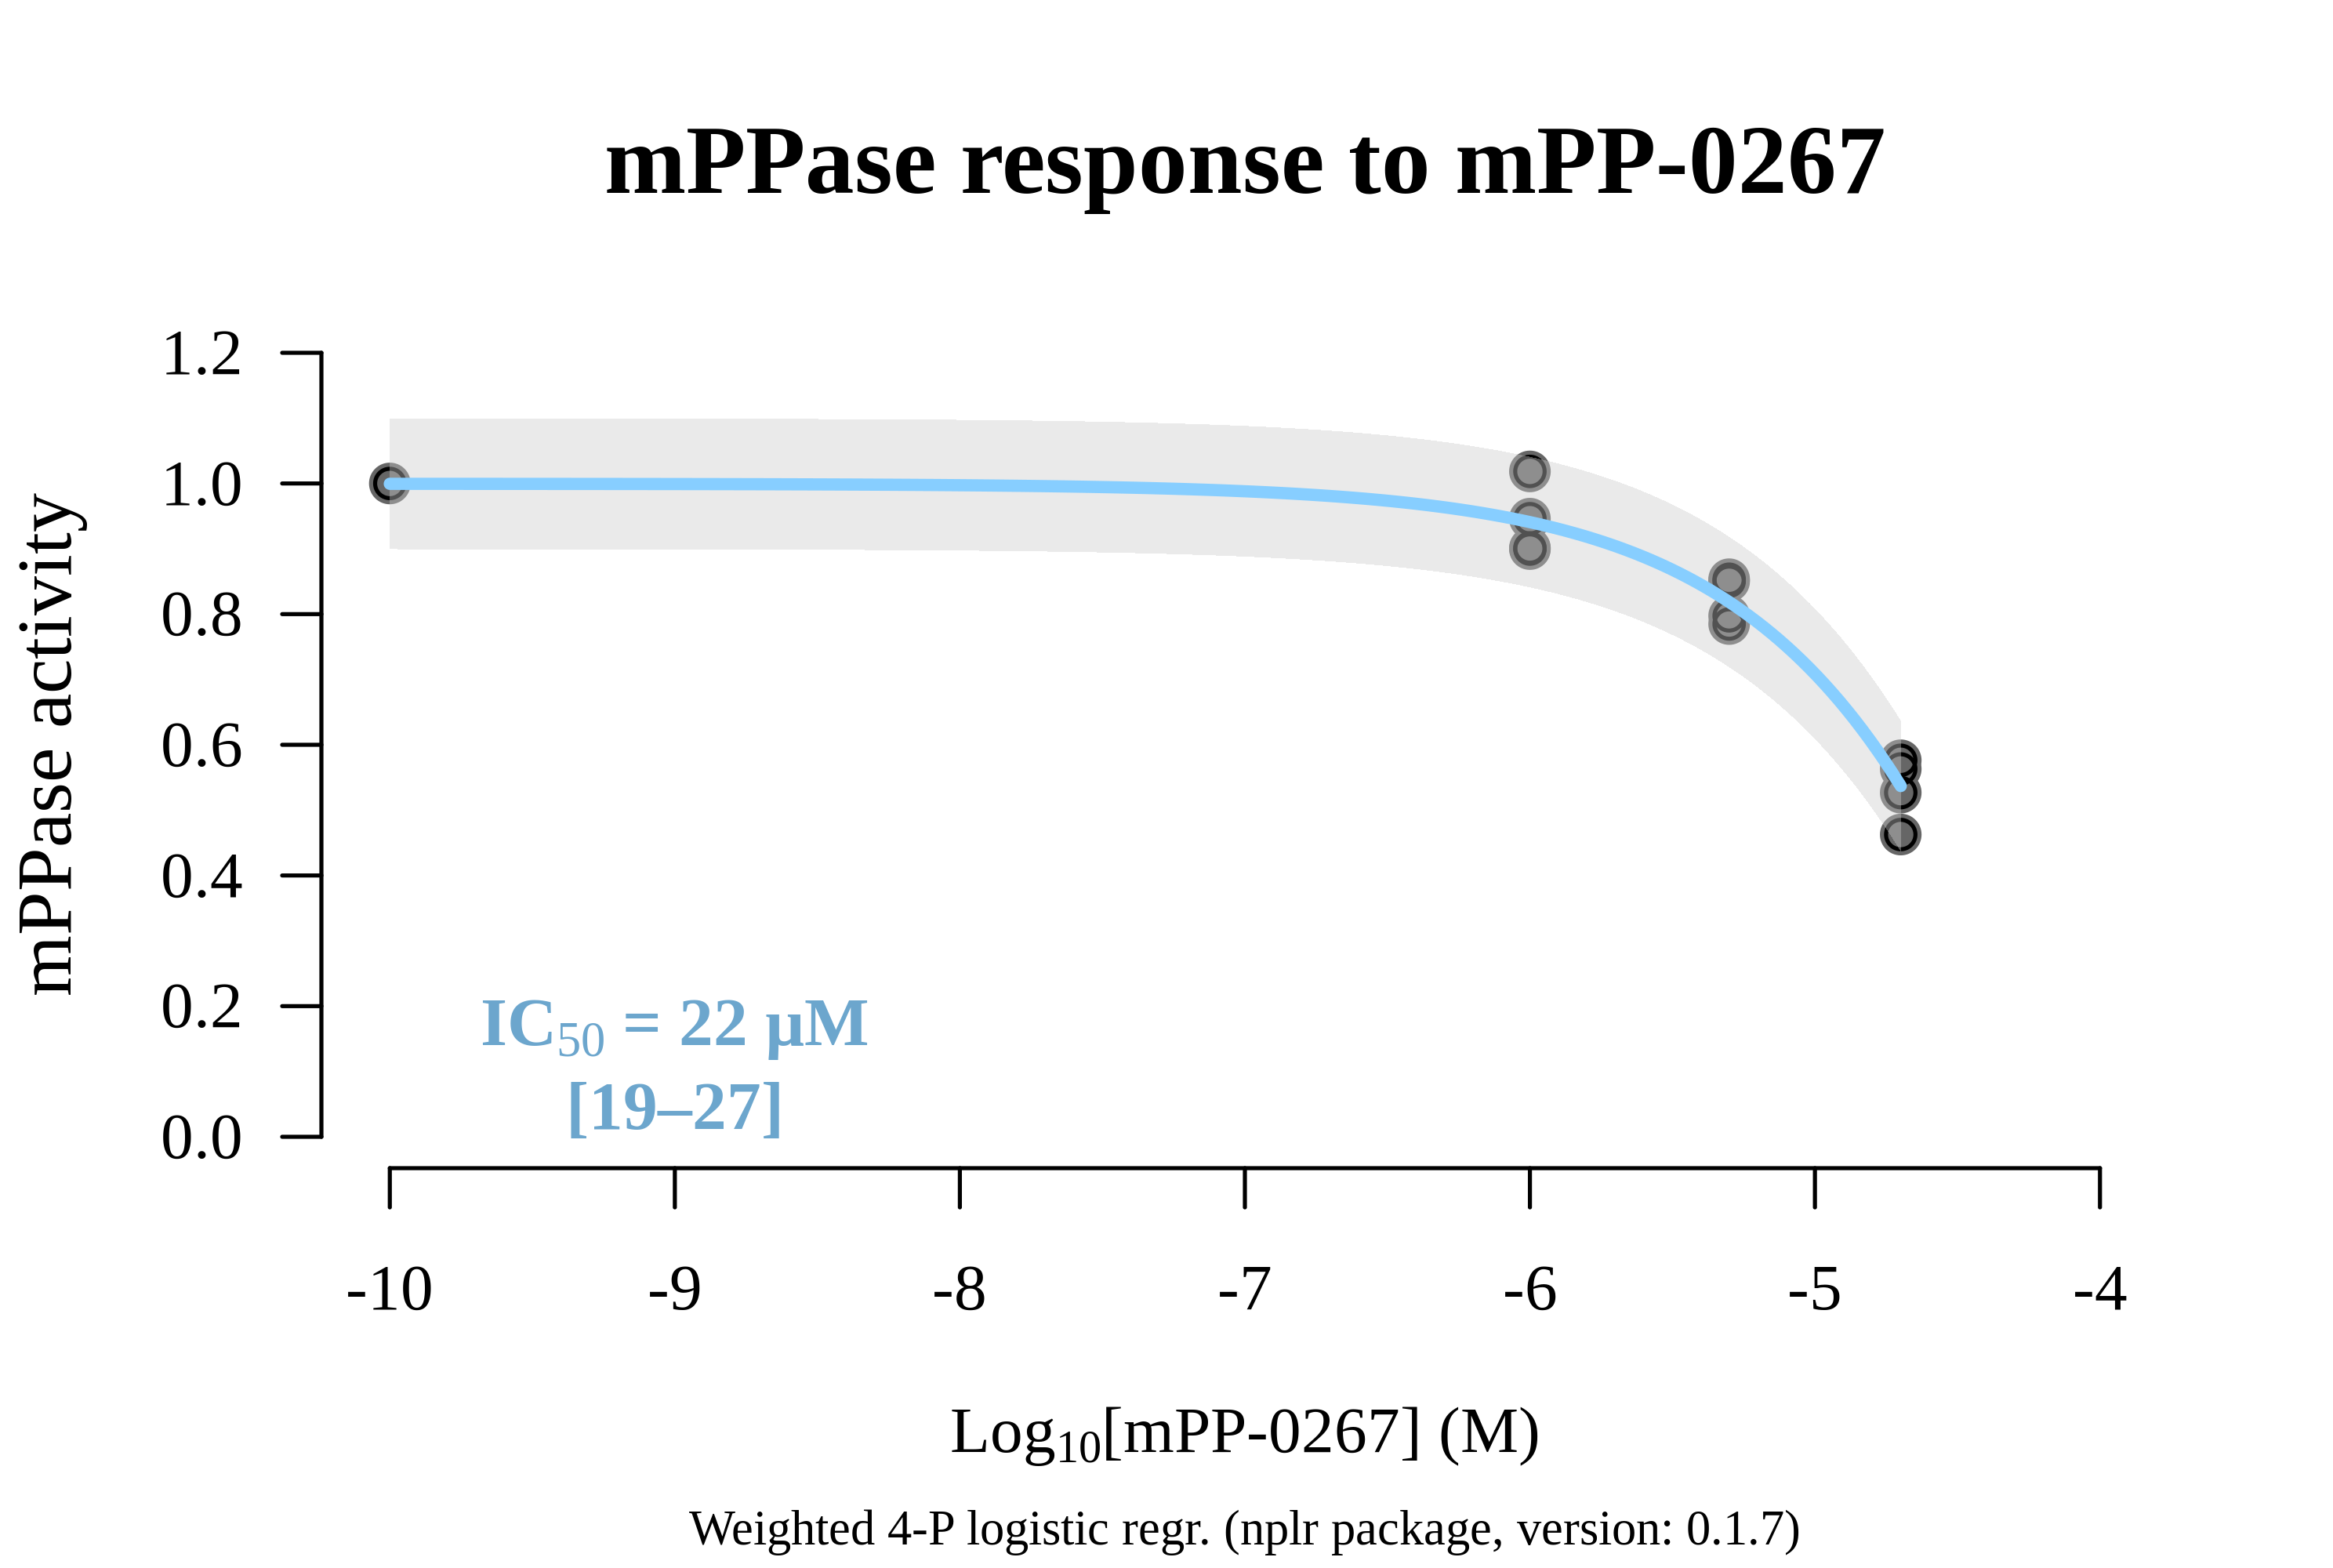 mPPase response to mPP-0267
mPPase activity
1.2
1.0
0.8
0.6
0.4
0.2
0.0
IC50 = 22 µM
[19–27]
-10 -9 -8 -7 -6 -5 -4
Log10[mPP-0267] (M)
Weighted 4-P logistic regr. (nplr package, version: 0.1.7)